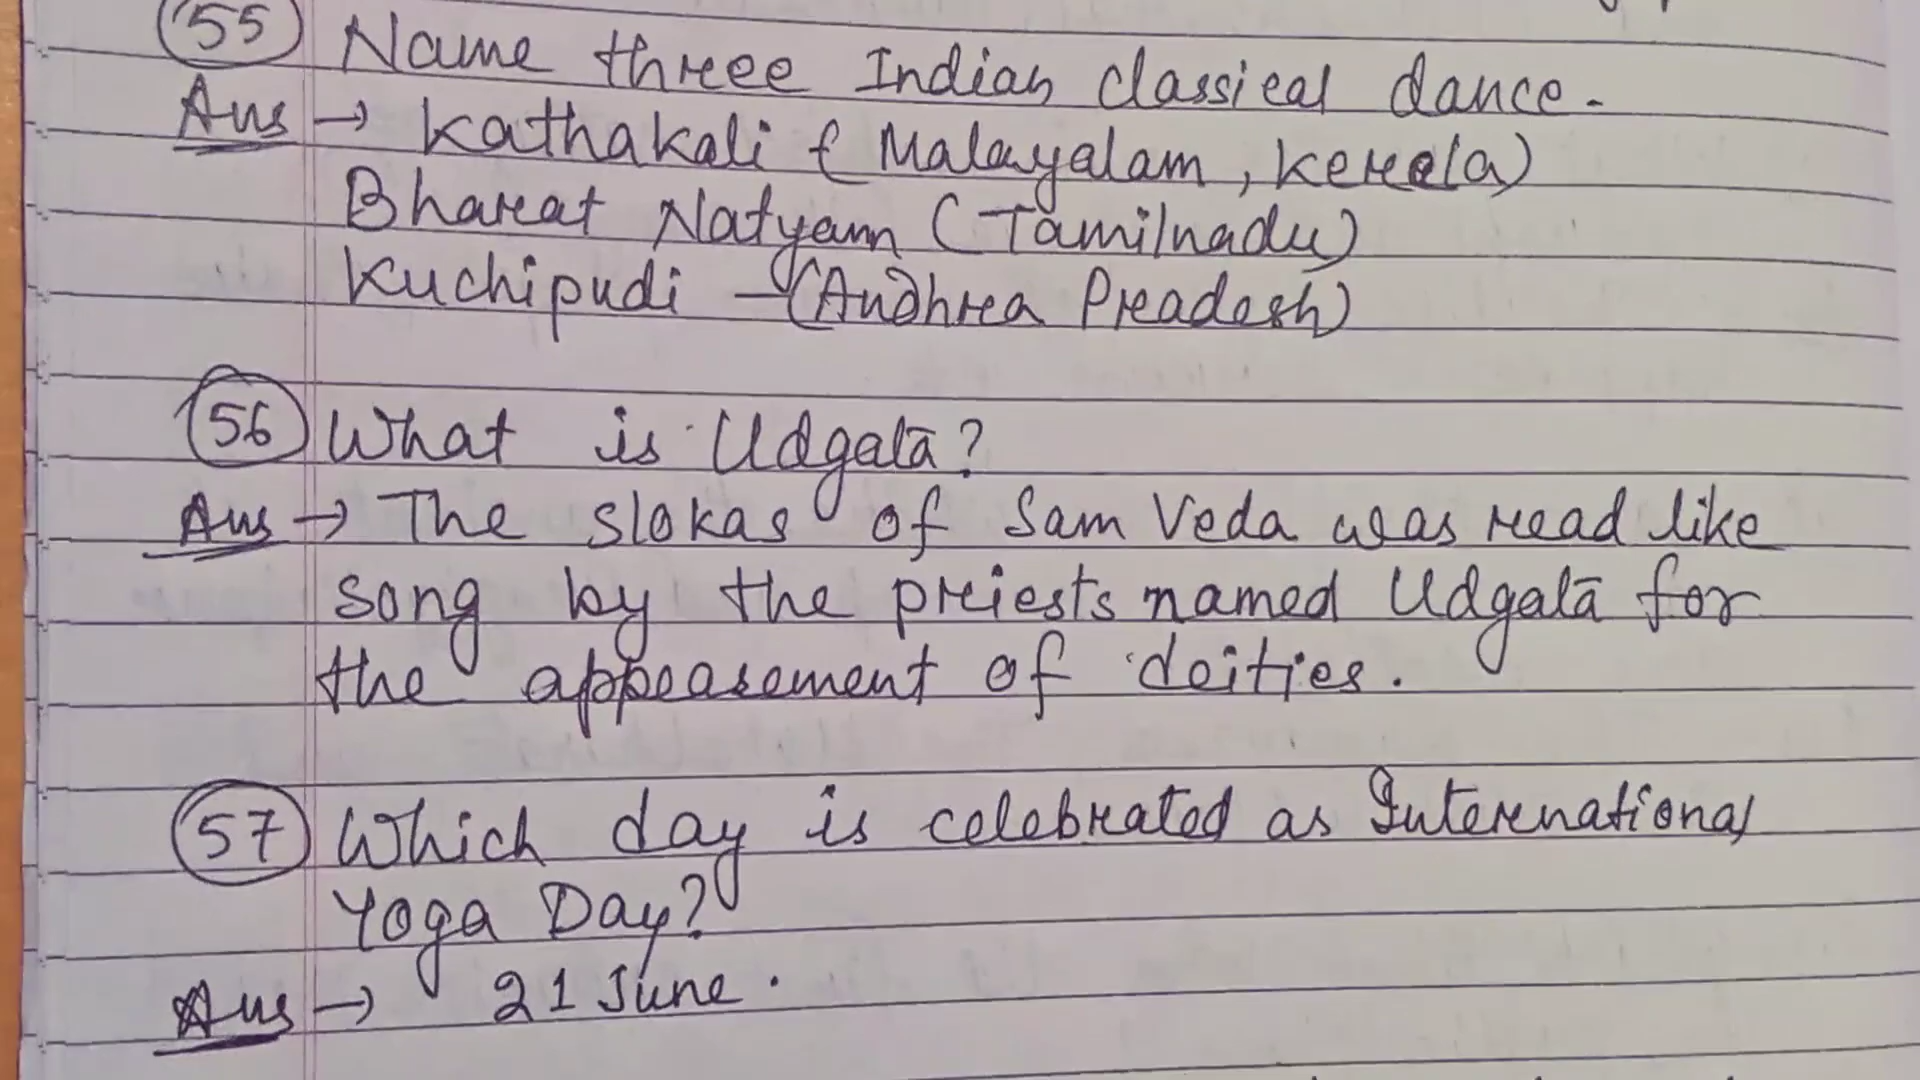 55 Name three Indian classical dance.
Ans → Kathakali ( Malayalam, Kerela)
Bharat Natyam (Tamilnadu)
Kuchipudi - (Andhra Pradesh)
56 What is Udgatā?
Ans → The slokas of Sam Veda was read like
song by the priests named Udgatā for
the appeasement of deities.
57 Which day is celebrated as International
Yoga Day?
Ans → 21 June.